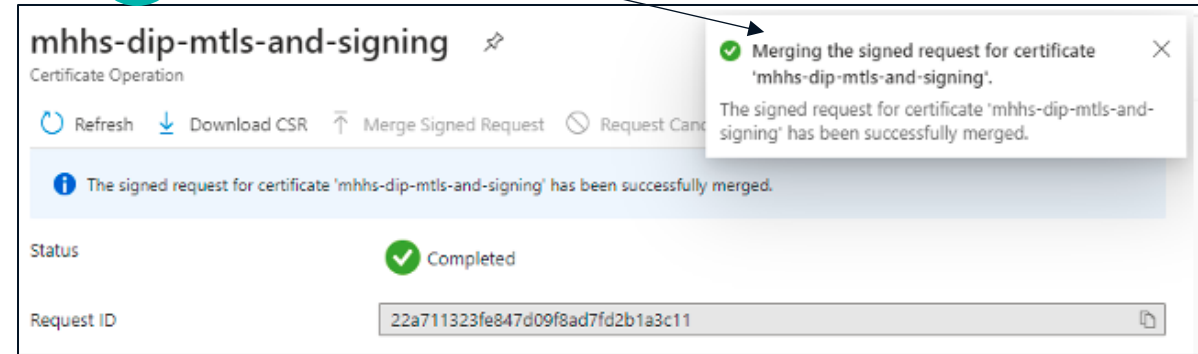 mhhs-dip-mtls-and-signing
Certificate Operation
Refresh Download CSR Merge Signed Request Request Canc
Merging the signed request for certificate
'mhhs-dip-mtls-and-signing'.
The signed request for certificate 'mhhs-dip-mtls-and-
signing' has been successfully merged.
The signed request for certificate 'mhhs-dip-mtls-and-signing' has been successfully merged.
Status
Completed
Request ID
22a711323fe847d09f8ad7fd2b1a3c11